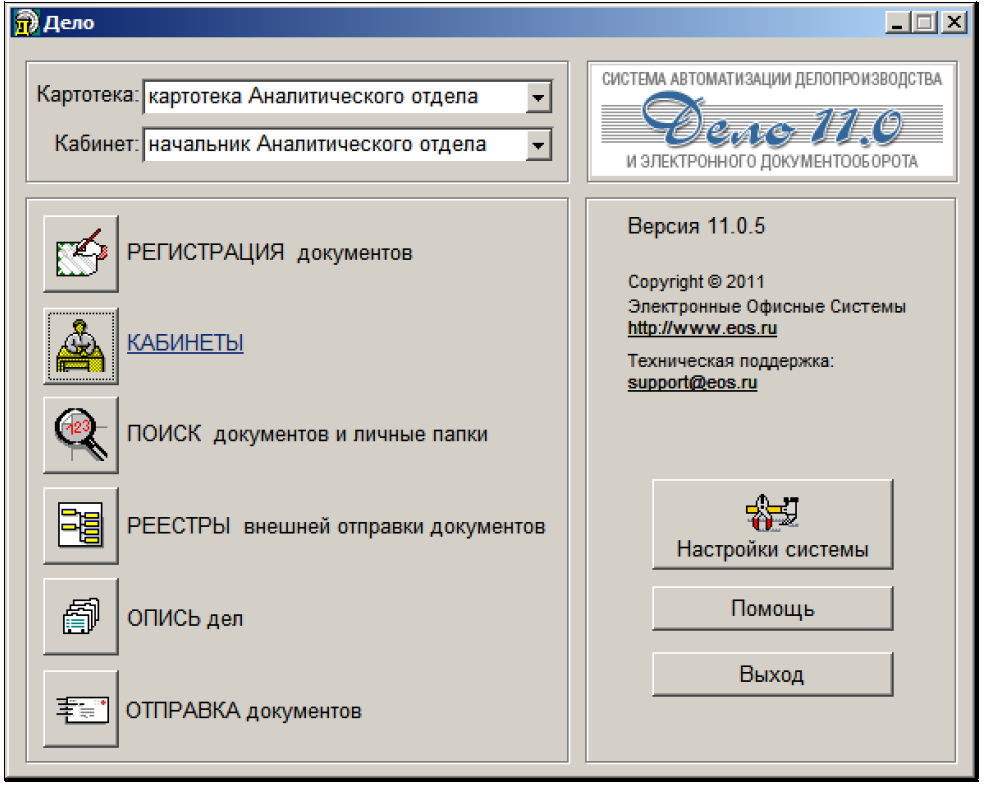 Дело
Картотека: картотека Аналитического отдела
Кабинет: начальник Аналитического отдела
СИСТЕМА АВТОМАТИЗАЦИИ ДЕЛОПРОИЗВОДСТВА
Дело 11.0
И ЭЛЕКТРОННОГО ДОКУМЕНТООБОРОТА
РЕГИСТРАЦИЯ документов
КАБИНЕТЫ
123
ПОИСК документов и личные папки
РЕЕСТРЫ внешней отправки документов
ОПИСЬ дел
ОТПРАВКА документов
Версия 11.0.5
Copyright © 2011
Электронные Офисные Системы
http://www.eos.ru
Техническая поддержка:
support@eos.ru
Настройки системы
Помощь
Выход